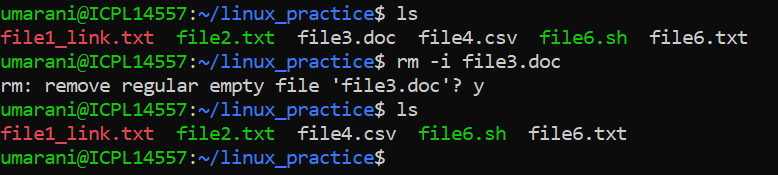 umarani@ICPL14557:~/linux_practice$ ls
file1_link.txt file2.txt file3.doc file4.csv file6.sh file6.txt
umarani@ICPL14557:~/linux_practice$ rm -i file3.doc
rm: remove regular empty file 'file3.doc'? y
umarani@ICPL14557:~/linux_practice$ ls
file1_link.txt file2.txt file4.csv file6.sh file6.txt
umarani@ICPL14557:~/linux_practice$